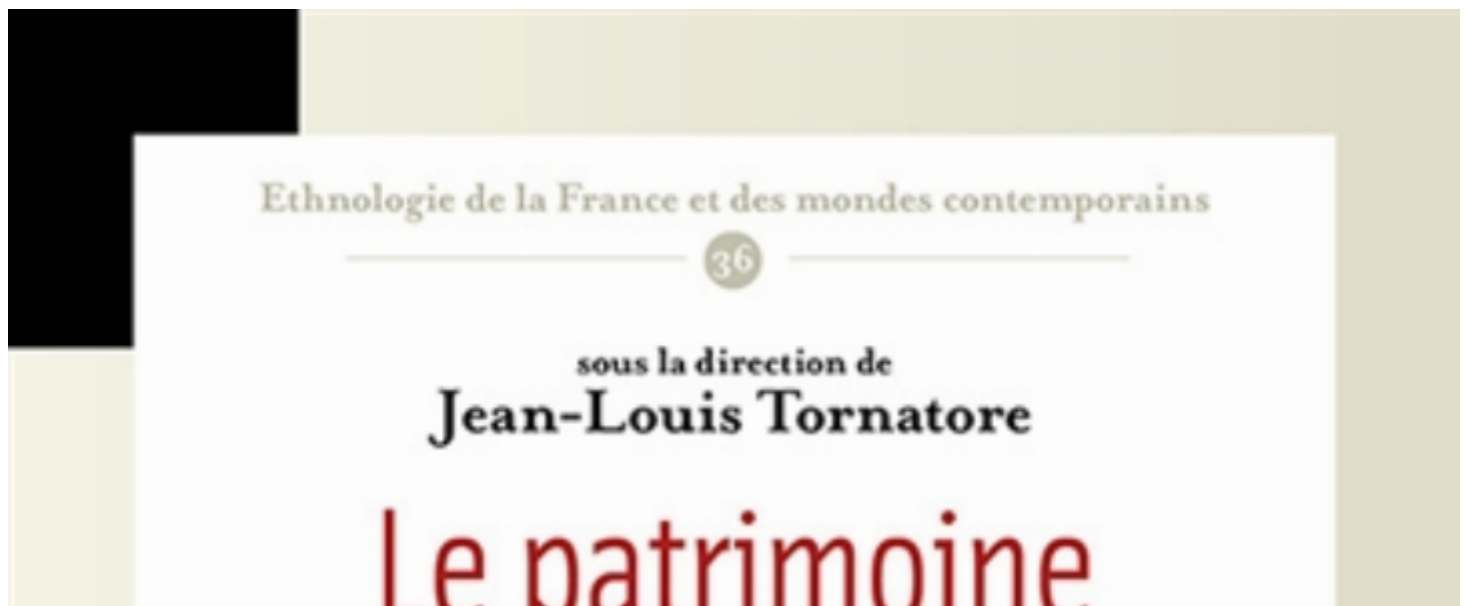 Ethnologie de la France et des mondes contemporains
36
sous la direction de
Jean-Louis Tornatore
Le patrimoine